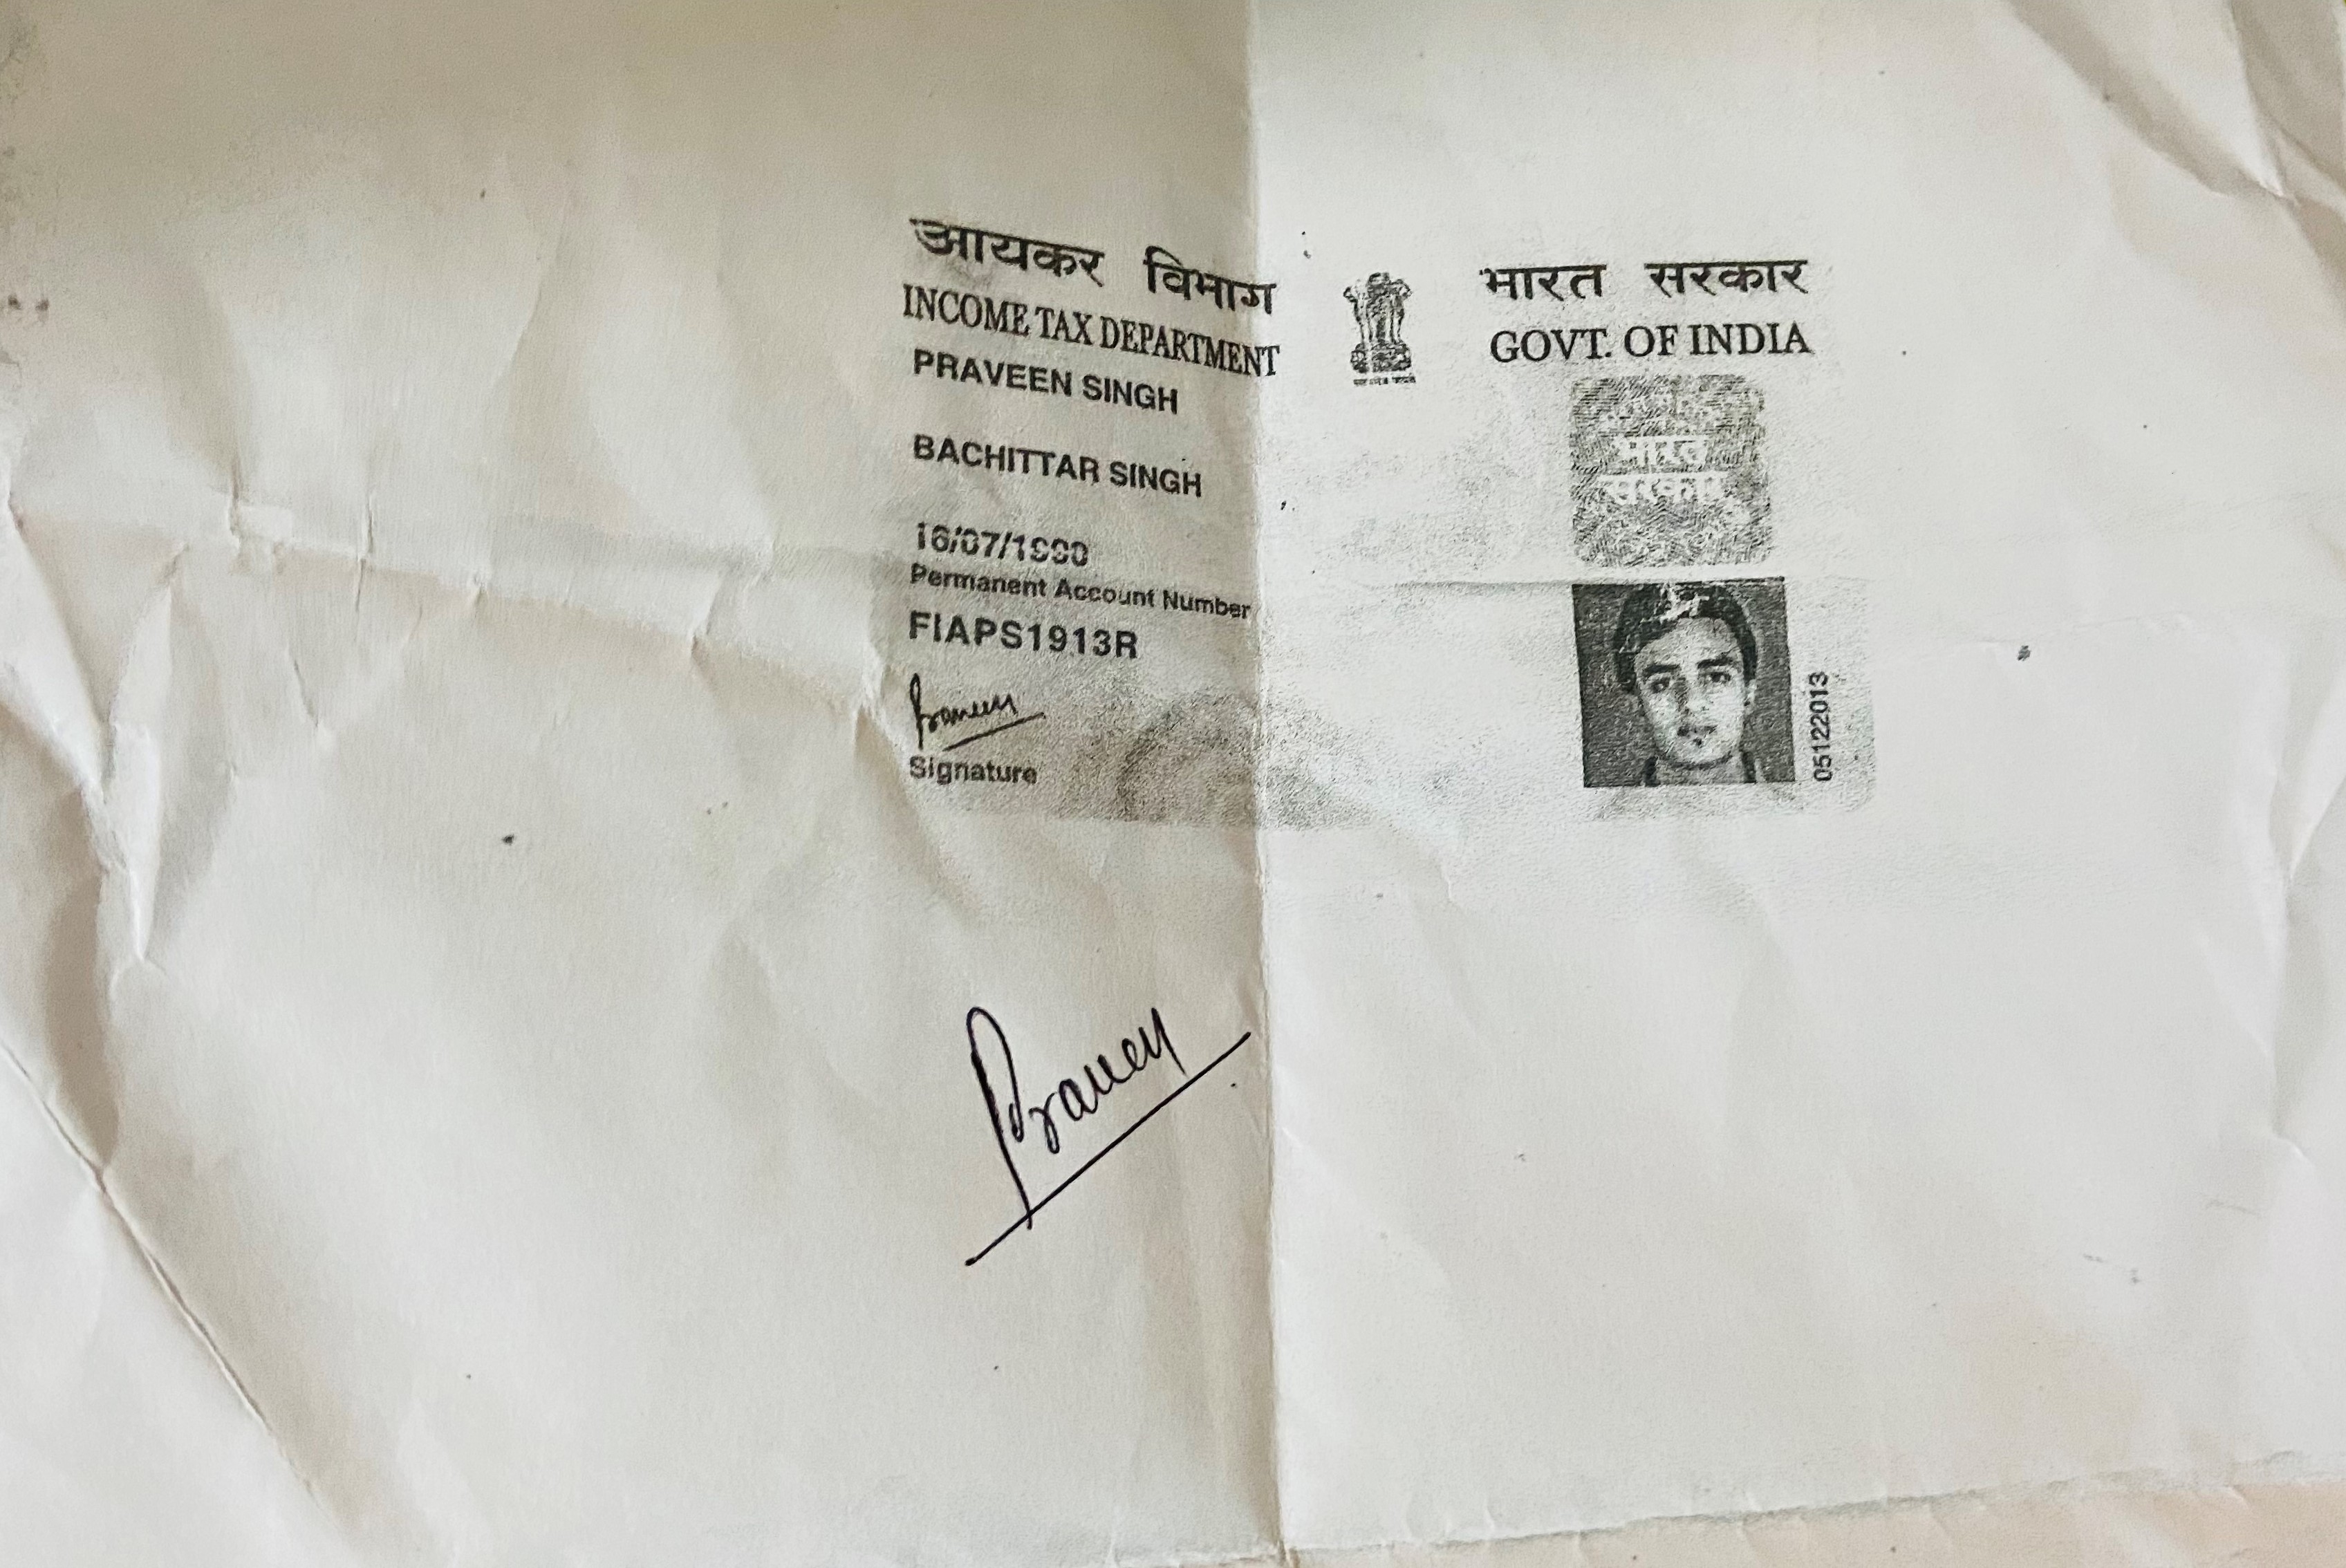 आयकर विभाग
INCOME TAX DEPARTMENT
भारत सरकार
GOVT. OF INDIA
PRAVEEN SINGH
BACHITTAR SINGH
भारत
सरकार
16/07/1990
Permanent Account Number
FIAPS1913R
Praveen
Signature
05122013
Praveen